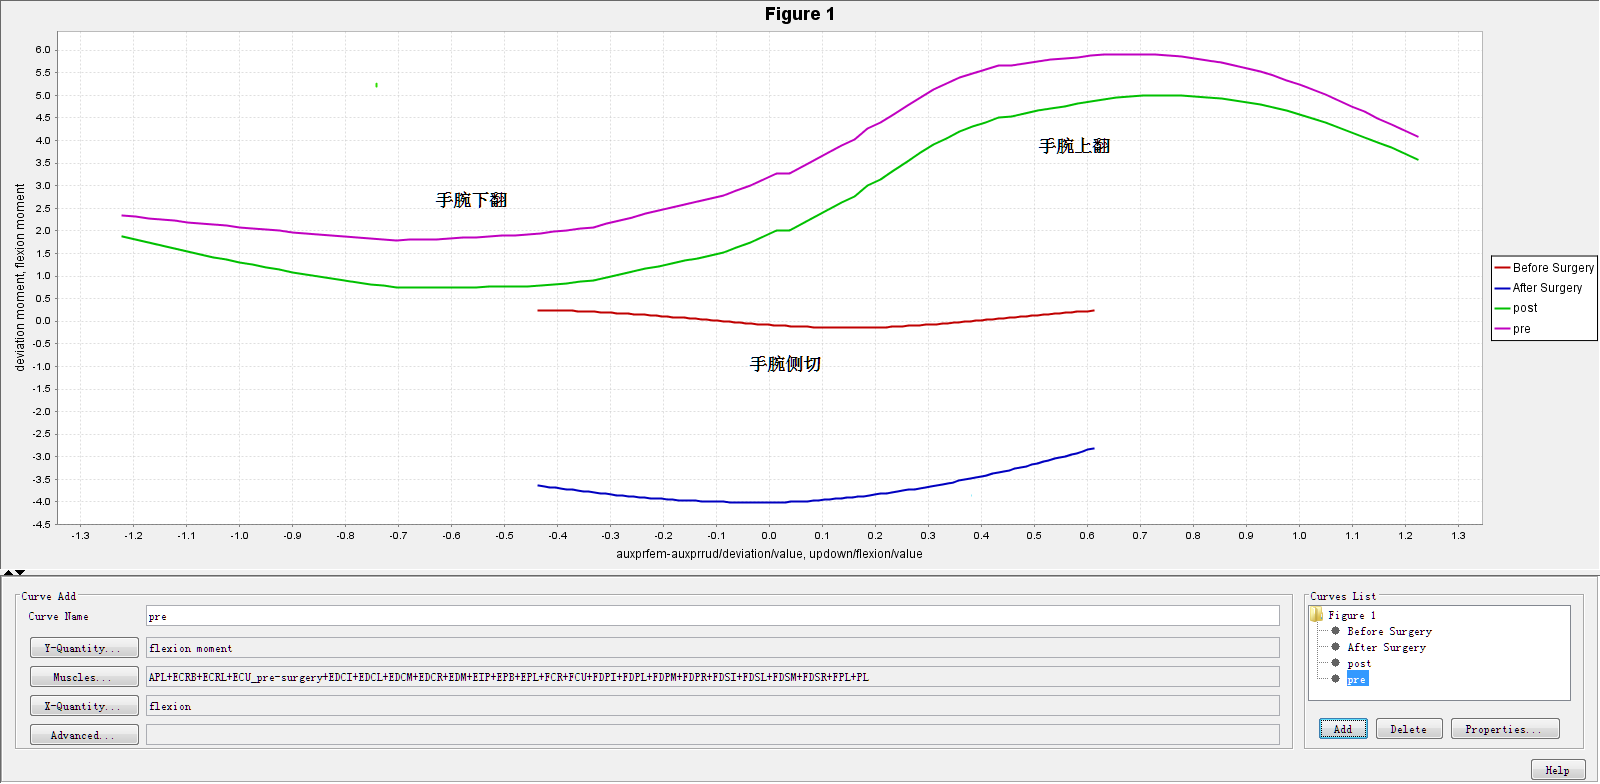 Figure 1
6.0
5.5
5.0
4.5
4.0
3.5
3.0
2.5
2.0
1.5
1.0
0.5
0.0
-0.5
-1.0
-1.5
-2.0
-2.5
-3.0
-3.5
-4.0
-4.5
deviation moment, flexion moment
手腕下翻
手腕上翻
手腕侧切
-1.3 -1.2 -1.1 -1.0 -0.9 -0.8 -0.7 -0.6 -0.5 -0.4 -0.3 -0.2 -0.1 0.0 0.1 0.2 0.3 0.4 0.5 0.6 0.7 0.8 0.9 1.0 1.1 1.2 1.3
auxprfem-auxprrud/deviation/value, updown/flexion/value
Before Surgery
After Surgery
post
pre
Curve Add
Curve Name pre
Y-Quantity... flexion moment
Muscles... APL+ECRB+ECRL+ECU_pre-surgery+EDCI+EDCL+EDCM+EDCR+EDM+EIP+EPB+EPL+FCR+FCU+FDPI+FDPL+FDPM+FDPR+FDSI+FDSL+FDSM+FDSR+FPL+PL
X-Quantity... flexion
Advanced...
Curves List
Figure 1
Before Surgery
After Surgery
post
pre
Add Delete Properties...
Help